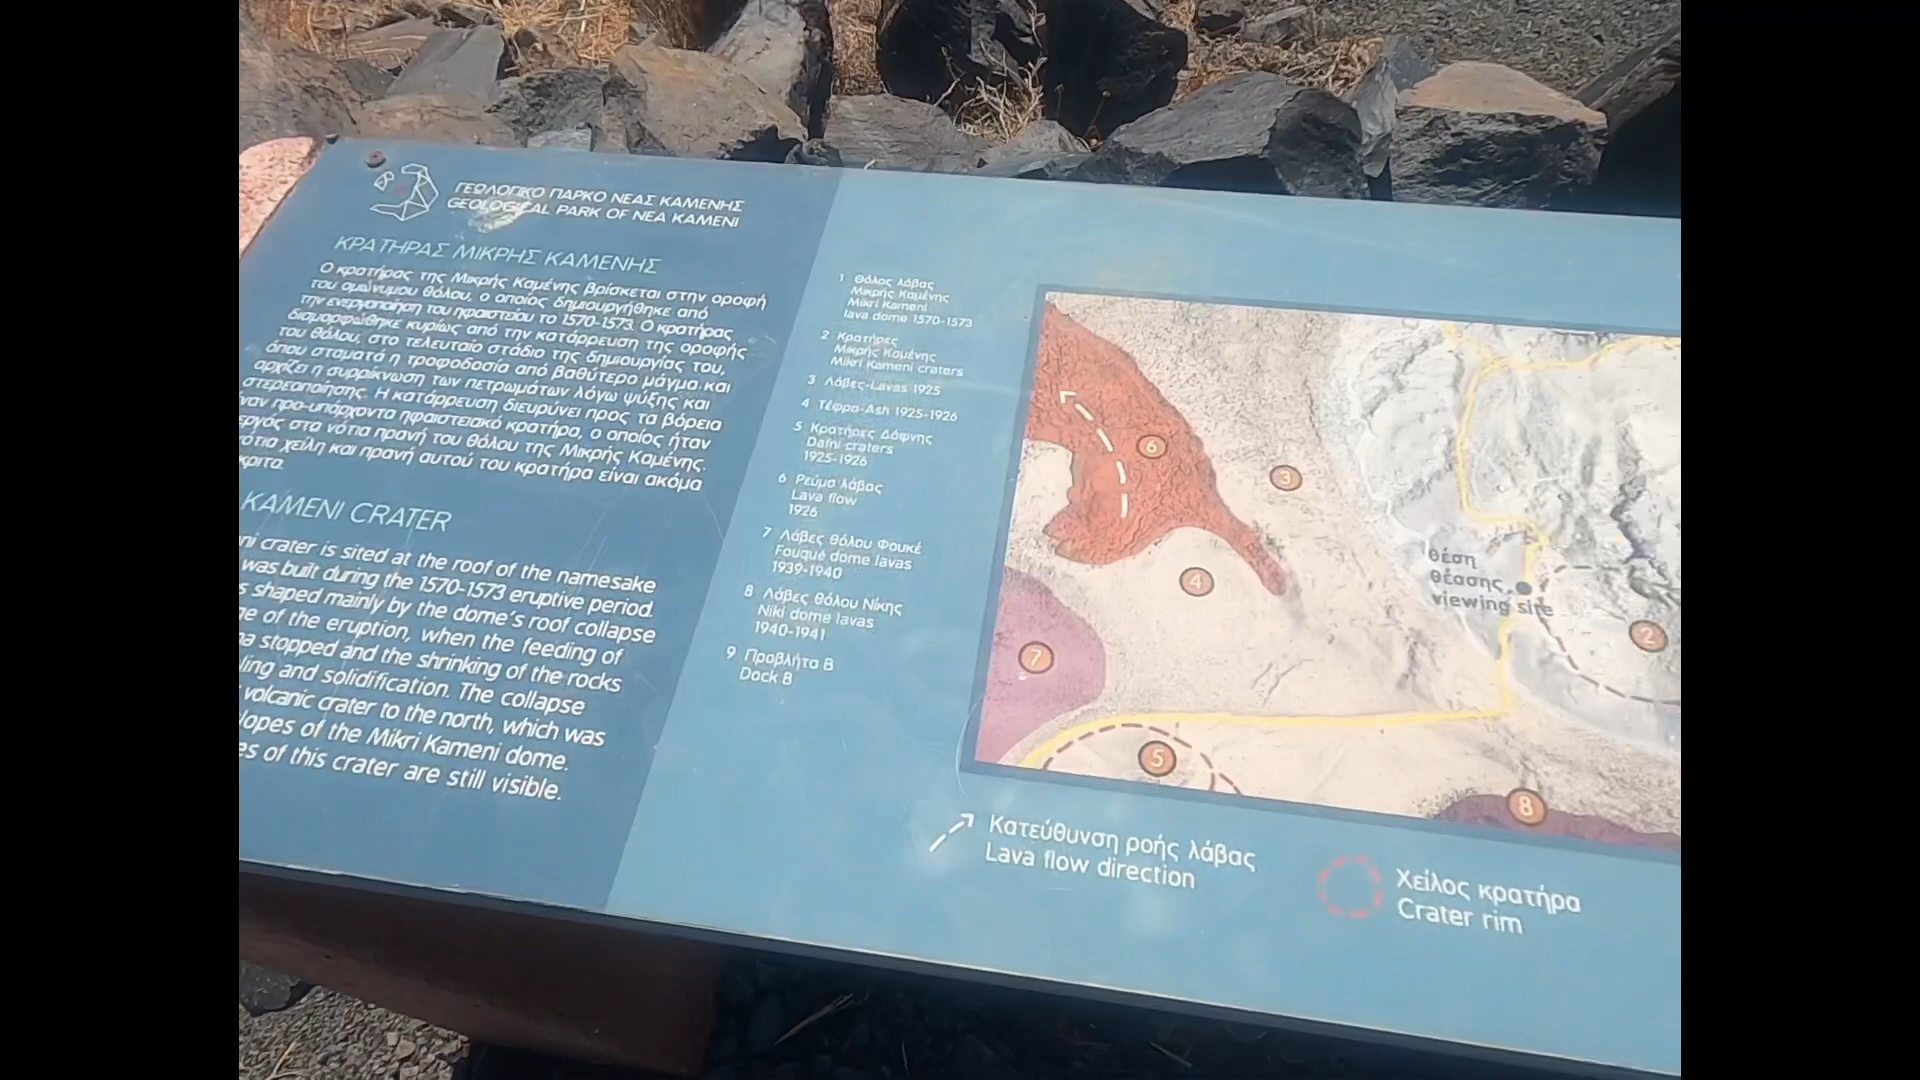 ΓΕΩΛΟΓΙΚΟ ΠΑΡΚΟ ΝΕΑΣ ΚΑΜΕΝΗΣ
GEOLOGICAL PARK OF NEA KAMENI
ΚΡΑΤΗΡΑΣ ΜΙΚΡΗΣ ΚΑΜΕΝΗΣ
Ο κρατήρας της Μικρής Καμένης βρίσκεται στην οροφή
του ομώνυμου θόλου, ο οποίος δημιουργήθηκε από
την ενεργοποίηση του ηφαιστείου το 1570-1573. Ο κρατήρας
διαμορφώθηκε κυρίως από την κατάρρευση της οροφής
του θόλου, στο τελευταίο στάδιο της δημιουργίας του,
όπου σταματά η τροφοδοσία από βαθύτερο μάγμα και
αρχίζει η συρρίκνωση των πετρωμάτων λόγω ψύξης και
στερεοποίησης. Η κατάρρευση διευρύνει προς τα βόρεια
προ-υπάρχοντα ηφαιστειακό κρατήρα, ο οποίος ήταν
στα νότια πρανή του θόλου της Μικρής Καμένης.
χείλη και πρανή αυτού του κρατήρα είναι ακόμα
KAMENI CRATER
crater is sited at the roof of the namesake
was built during the 1570-1573 eruptive period.
shaped mainly by the dome's roof collapse
of the eruption, when the feeding of
stopped and the shrinking of the rocks
and solidification. The collapse
volcanic crater to the north, which was
of the Mikri Kameni dome.
of this crater are still visible.
1 Θόλος λάβας
Μικρής Καμένης
Mikri Kameni
lava dome 1570-1573
2 Κρατήρες
Μικρής Καμένης
Mikri Kameni craters
3 Λάβες-Lavas 1925
4 Τέφρα-Ash 1925-1926
5 Κρατήρες Δάφνης
Dafni craters
1925-1926
6 Ρεύμα λάβας
Lava flow
1926
7 Λάβες θόλου Φουκέ
Fouqué dome lavas
1939-1940
8 Λάβες θόλου Νίκης
Niki dome lavas
1940-1941
9 Προβλήτα Β
Dock B
6
3
4
θέση
θέασης
viewing site
2
7
5
8
Κατεύθυνση ροής λάβας
Lava flow direction
Χείλος κρατήρα
Crater rim